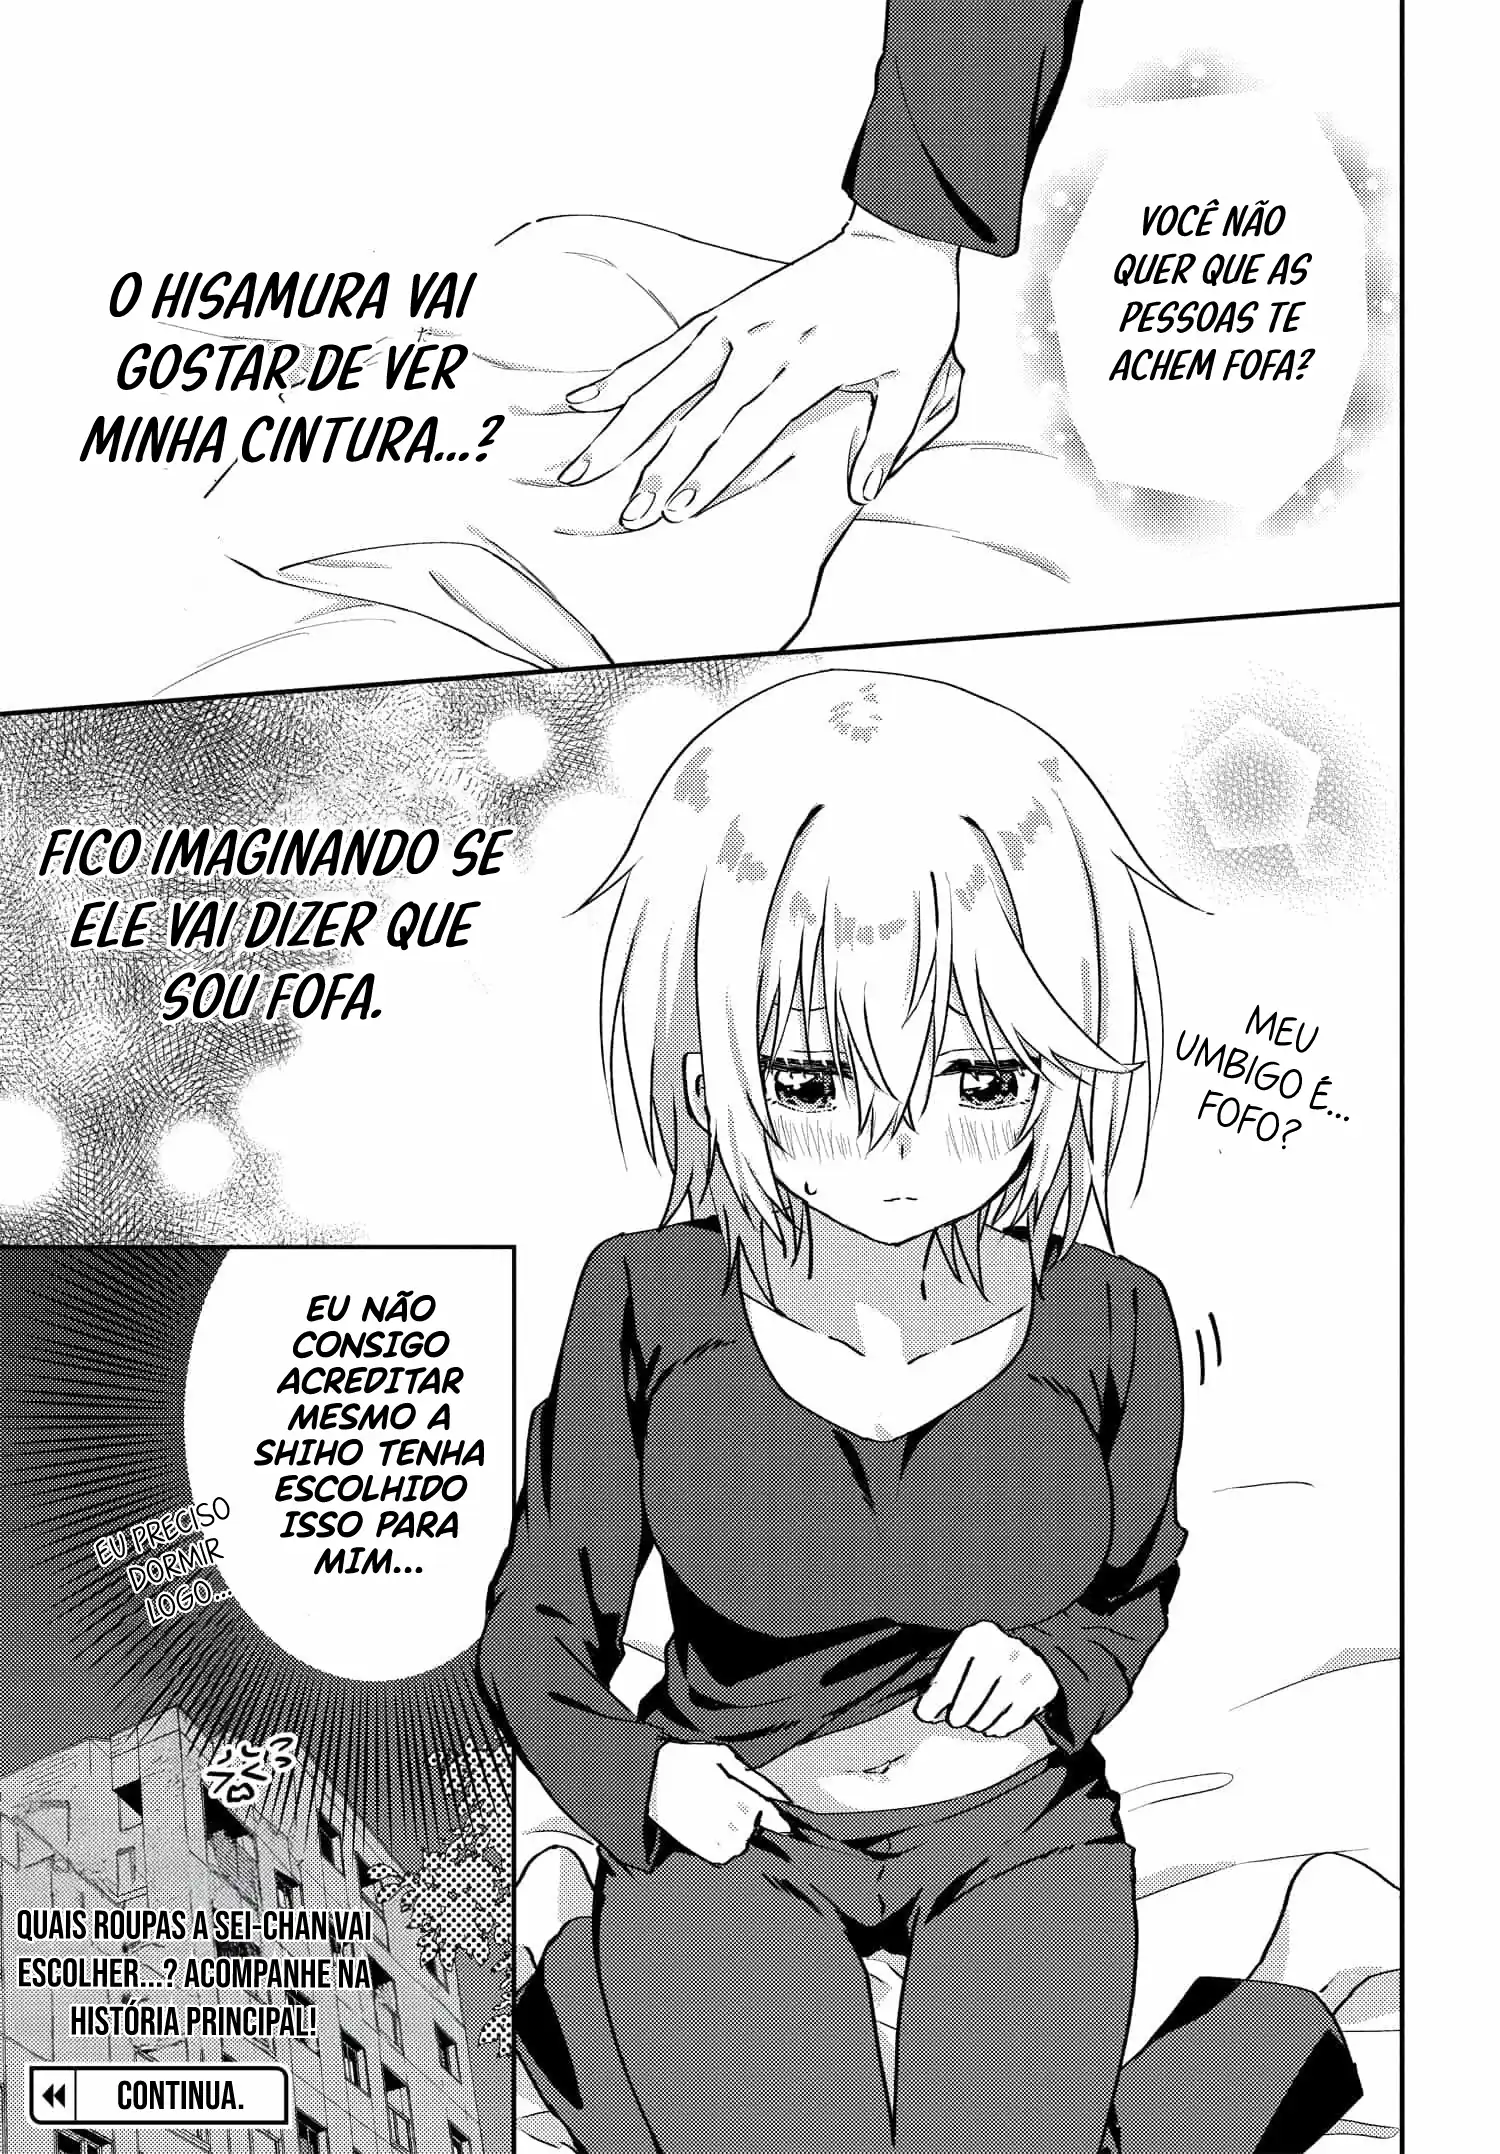 VOCÊ NÃO
QUER QUE AS
PESSOAS TE
ACHEM FOFA?
O HISAMURA VAI
GOSTAR DE VER
MINHA CINTURA...?
FICO IMAGINANDO SE
ELE VAI DIZER QUE
SOU FOFA.
MEU
UMBIGO É...
FOFO?
EU NÃO
CONSIGO
ACREDITAR
MESMO A
SHIHO TENHA
ESCOLHIDO
ISSO PARA
MIM...
EU PRECISO
DORMIR
LOGO...
QUAIS ROUPAS A SEI-CHAN VAI
ESCOLHER...? ACOMPANHE NA
HISTÓRIA PRINCIPAL!
CONTINUA.